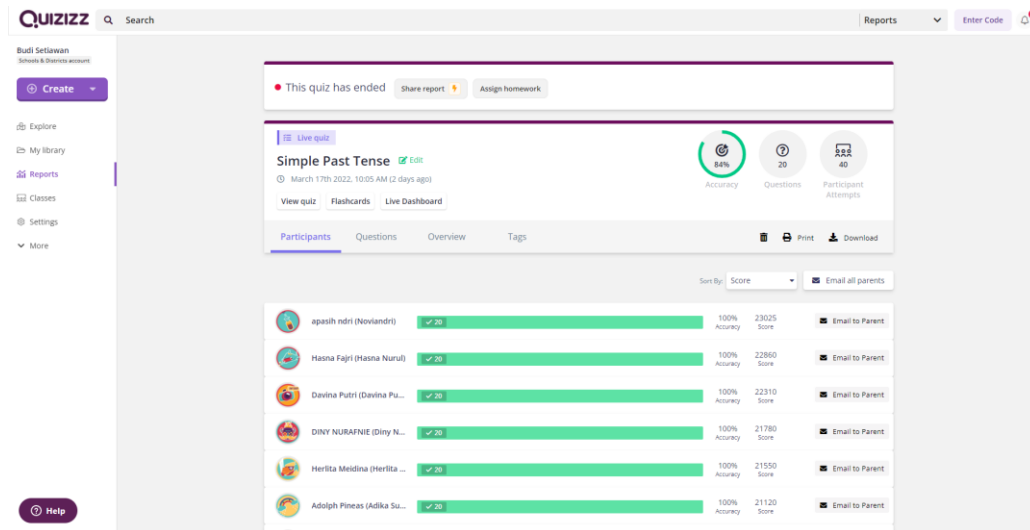 QUIZIZZ Search Reports Enter Code
Budi Setiawan
Schools & Districts account
Create
Explore
My library
Reports
Classes
Settings
More
Help
This quiz has ended Share report Assign homework
Live quiz
Simple Past Tense Edit
March 17th 2022, 10:05 AM (2 days ago)
View quiz Flashcards Live Dashboard
84%
Accuracy
20
Questions
40
Participant
Attempts
Participants Questions Overview Tags Print Download
Sort By: Score Email all parents
apasih ndri (Noviandri) 20 100% Accuracy 23025 Score Email to Parent
Hasna Fajri (Hasna Nurul) 20 100% Accuracy 22860 Score Email to Parent
Davina Putri (Davina Pu... 20 100% Accuracy 22310 Score Email to Parent
DINY NURAFNIE (Diny N... 20 100% Accuracy 21780 Score Email to Parent
Herlita Meidina (Herlita ... 20 100% Accuracy 21550 Score Email to Parent
Adolph Pineas (Adika Su... 20 100% Accuracy 21120 Score Email to Parent